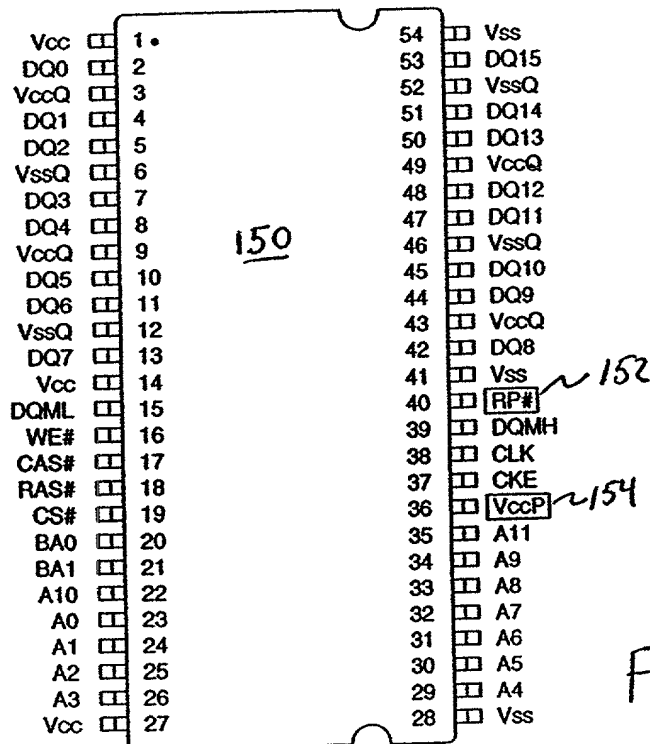 Vcc 1 54 Vss
DQ0 2 53 DQ15
VccQ 3 52 VssQ
DQ1 4 51 DQ14
DQ2 5 50 DQ13
VssQ 6 49 VccQ
DQ3 7 48 DQ12
DQ4 8 47 DQ11
VccQ 9 150 46 VssQ
DQ5 10 45 DQ10
DQ6 11 44 DQ9
VssQ 12 43 VccQ
DQ7 13 42 DQ8
Vcc 14 41 Vss
DQML 15 40 RP# 152
WE# 16 39 DQMH
CAS# 17 38 CLK
RAS# 18 37 CKE
CS# 19 36 VccP 154
BA0 20 35 A11
BA1 21 34 A9
A10 22 33 A8
A0 23 32 A7
A1 24 31 A6
A2 25 30 A5
A3 26 29 A4
Vcc 27 28 Vss
F